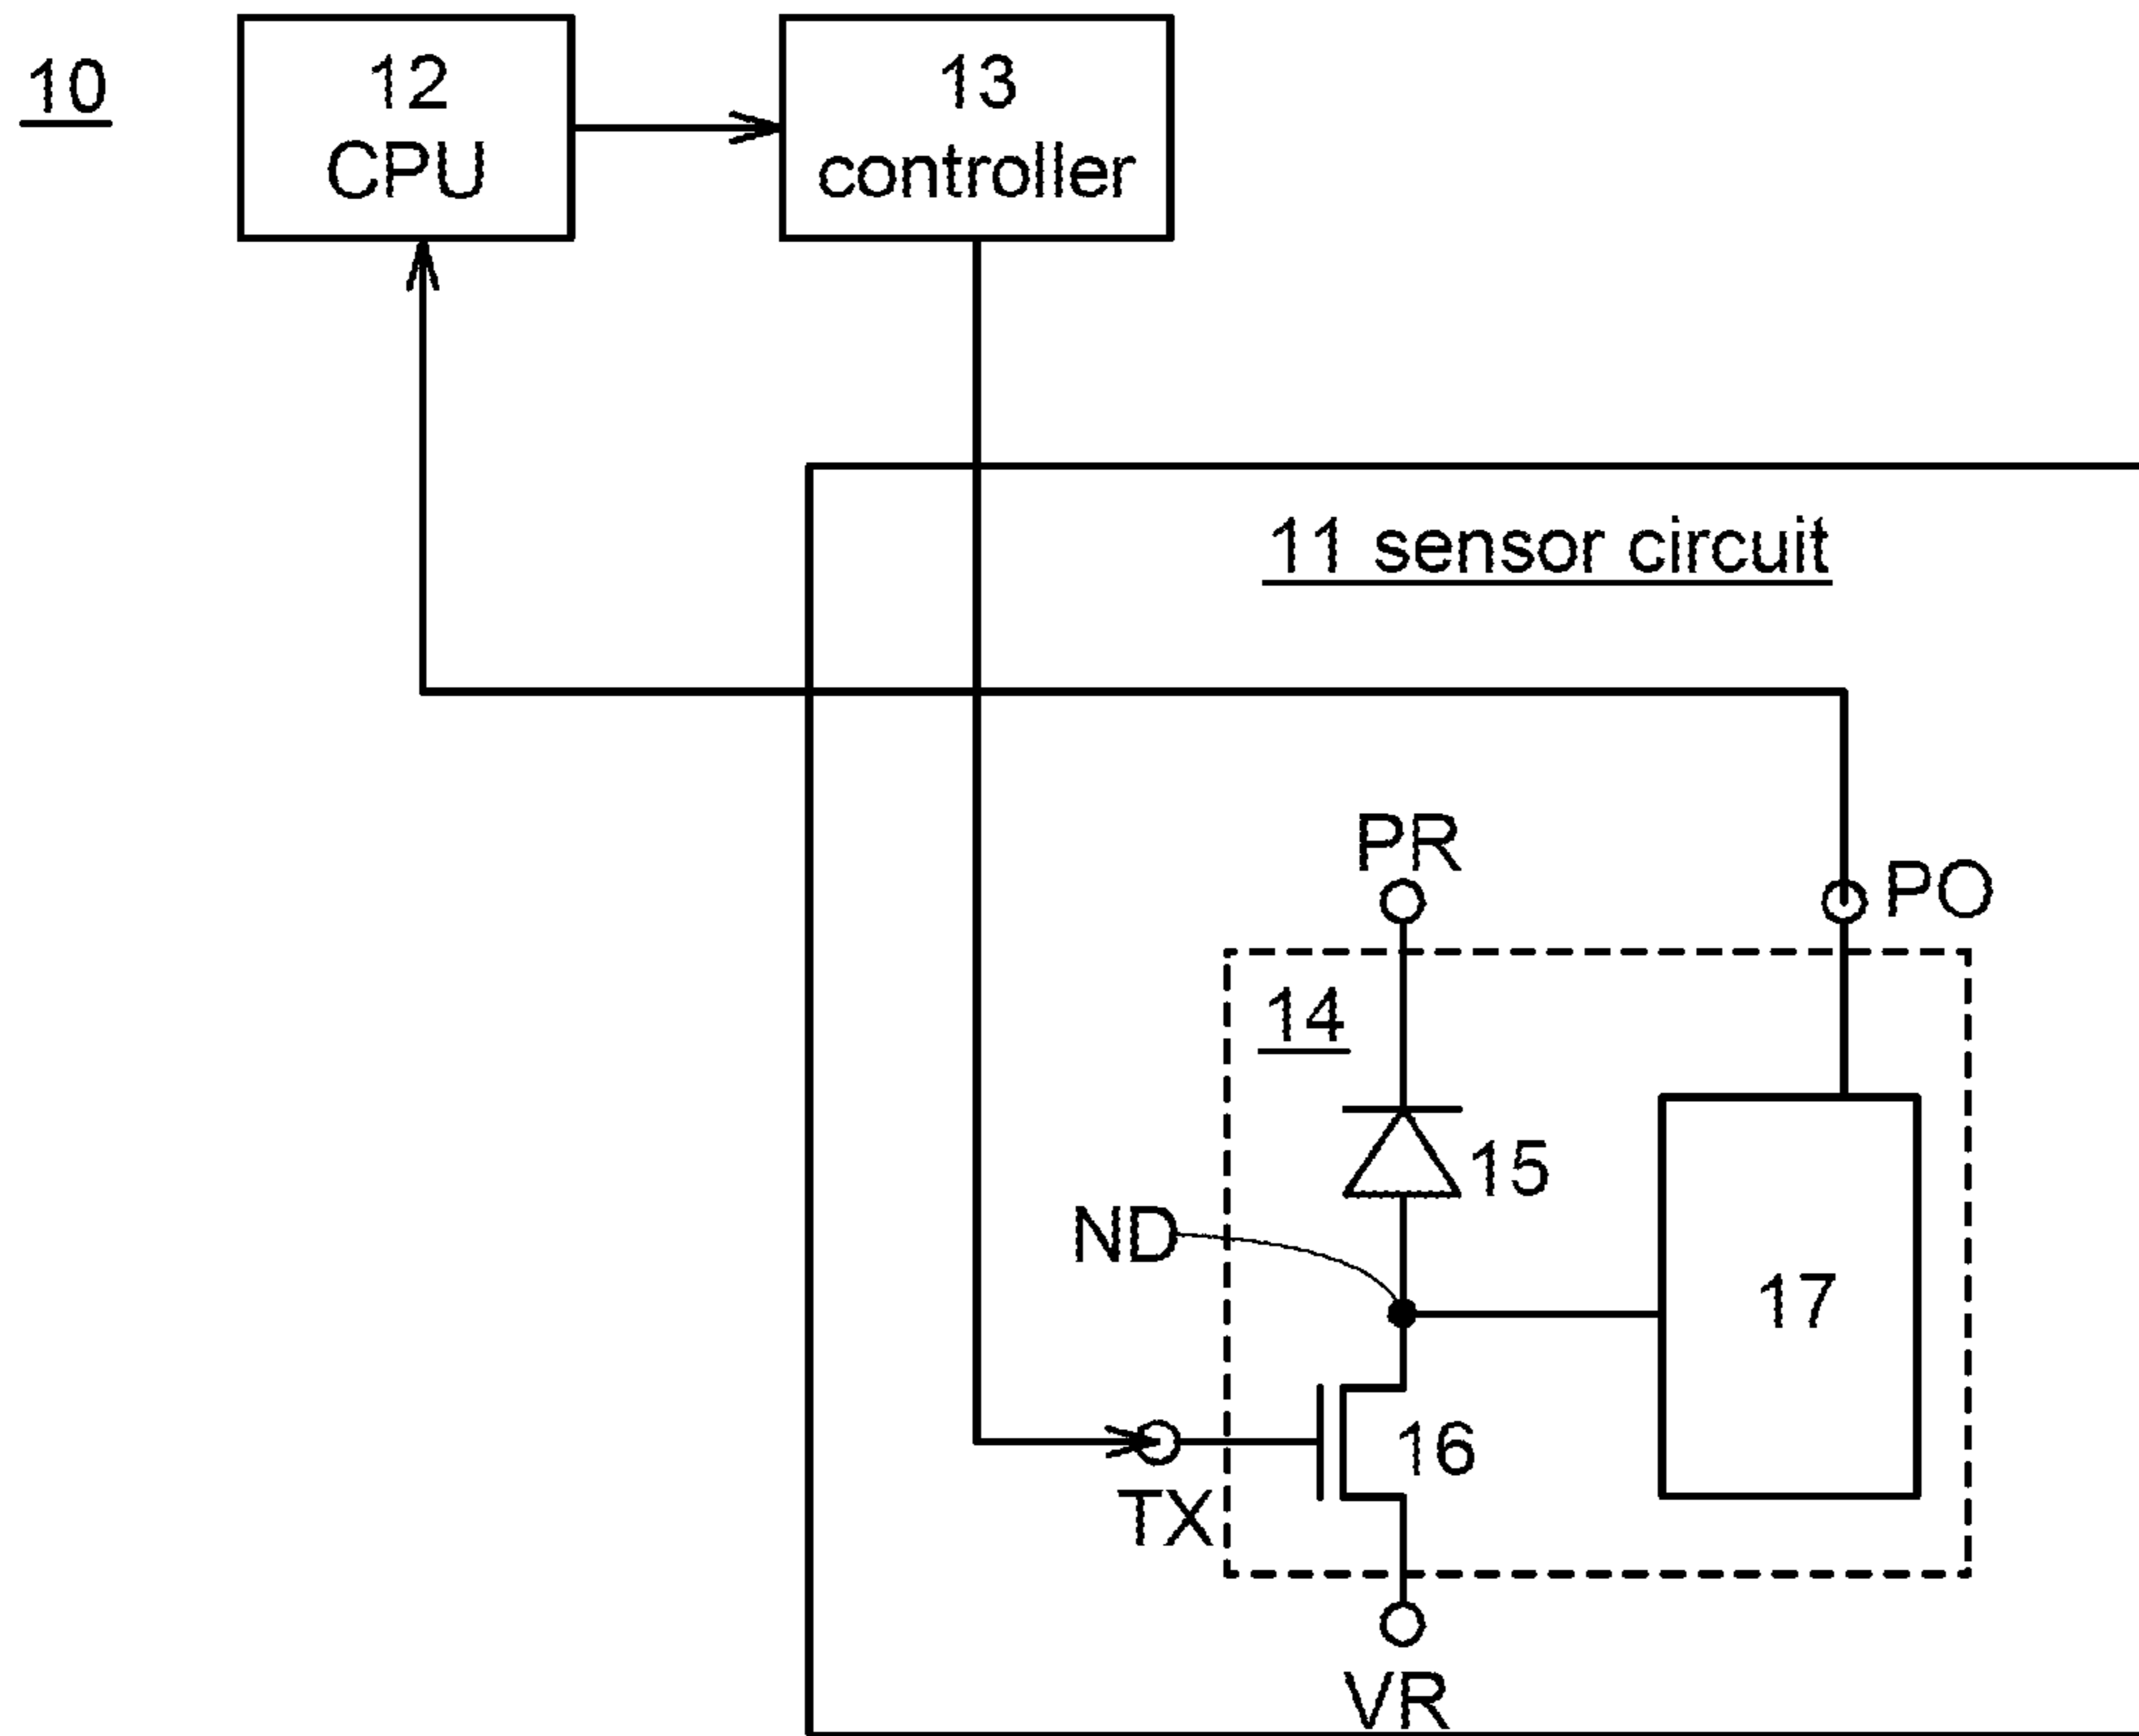 10
12
CPU
13
controller
11 sensor circuit
PR
PO
14
15
ND
17
16
TX
VR